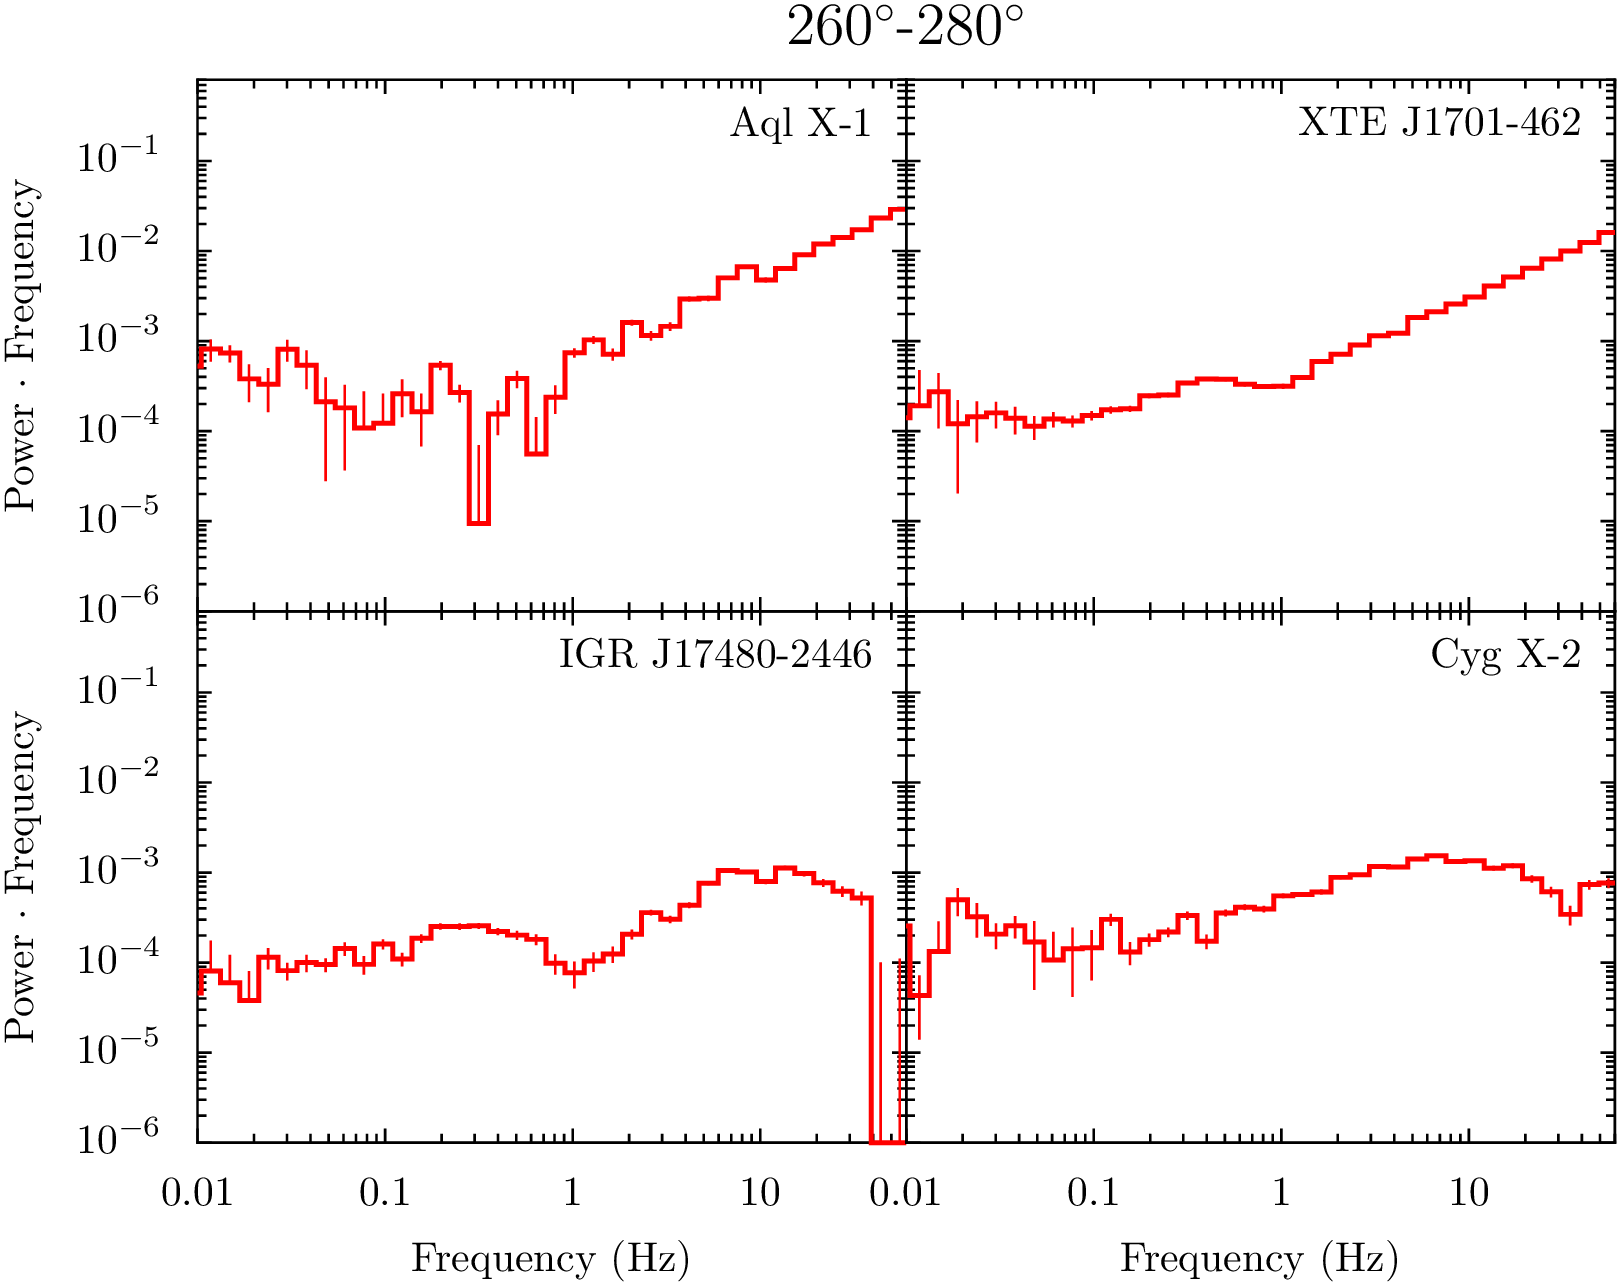 260°-280°
Aql X-1
XTE J1701-462
Power · Frequency
10⁻¹
10⁻²
10⁻³
10⁻⁴
10⁻⁵
10⁻⁶
IGR J17480-2446
Cyg X-2
Power · Frequency
10⁻¹
10⁻²
10⁻³
10⁻⁴
10⁻⁵
10⁻⁶
0.01 0.1 1 10 0.01 0.1 1 10
Frequency (Hz) Frequency (Hz)